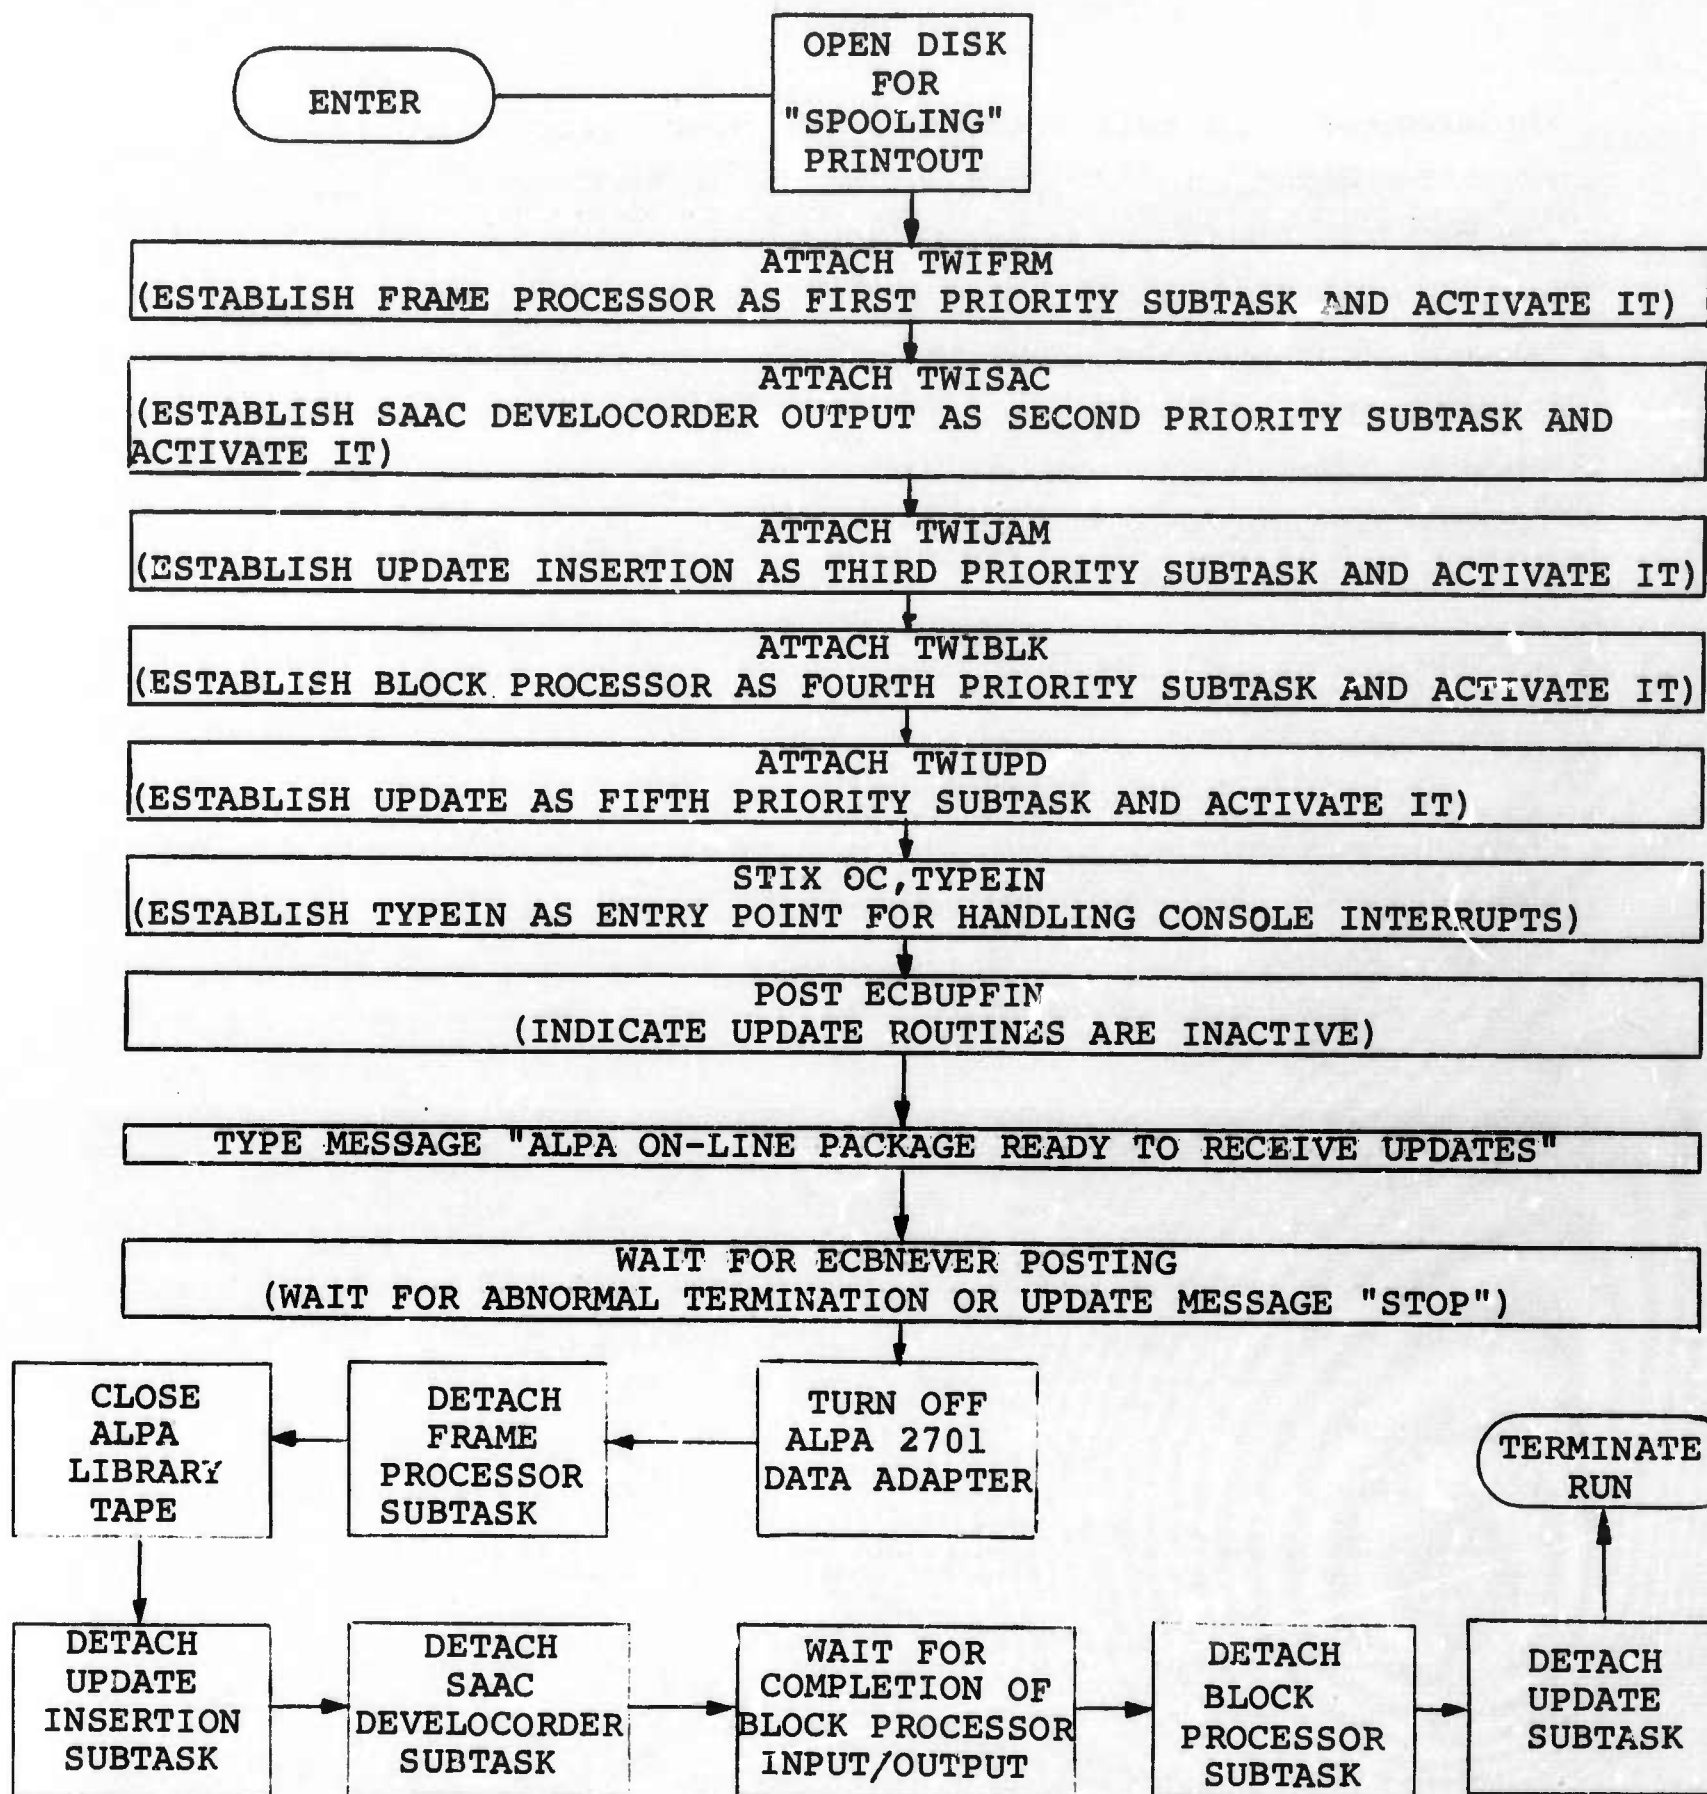 ENTER
OPEN DISK
FOR
"SPOOLING"
PRINTOUT
ATTACH TWIFRM
(ESTABLISH FRAME PROCESSOR AS FIRST PRIORITY SUBTASK AND ACTIVATE IT)
ATTACH TWISAC
(ESTABLISH SAAC DEVELOCORDER OUTPUT AS SECOND PRIORITY SUBTASK AND
ACTIVATE IT)
ATTACH TWIJAM
(ESTABLISH UPDATE INSERTION AS THIRD PRIORITY SUBTASK AND ACTIVATE IT)
ATTACH TWIBLK
(ESTABLISH BLOCK PROCESSOR AS FOURTH PRIORITY SUBTASK AND ACTIVATE IT)
ATTACH TWIUPD
(ESTABLISH UPDATE AS FIFTH PRIORITY SUBTASK AND ACTIVATE IT)
STIX OC,TYPEIN
(ESTABLISH TYPEIN AS ENTRY POINT FOR HANDLING CONSOLE INTERRUPTS)
POST ECBUPFIN
(INDICATE UPDATE ROUTINES ARE INACTIVE)
TYPE MESSAGE "ALPA ON-LINE PACKAGE READY TO RECEIVE UPDATES"
WAIT FOR ECBNEVER POSTING
(WAIT FOR ABNORMAL TERMINATION OR UPDATE MESSAGE "STOP")
TURN OFF
ALPA 2701
DATA ADAPTER
DETACH
FRAME
PROCESSOR
SUBTASK
CLOSE
ALPA
LIBRARY
TAPE
DETACH
UPDATE
INSERTION
SUBTASK
DETACH
SAAC
DEVELOCORDER
SUBTASK
WAIT FOR
COMPLETION OF
BLOCK PROCESSOR
INPUT/OUTPUT
DETACH
BLOCK
PROCESSOR
SUBTASK
DETACH
UPDATE
SUBTASK
TERMINATE
RUN